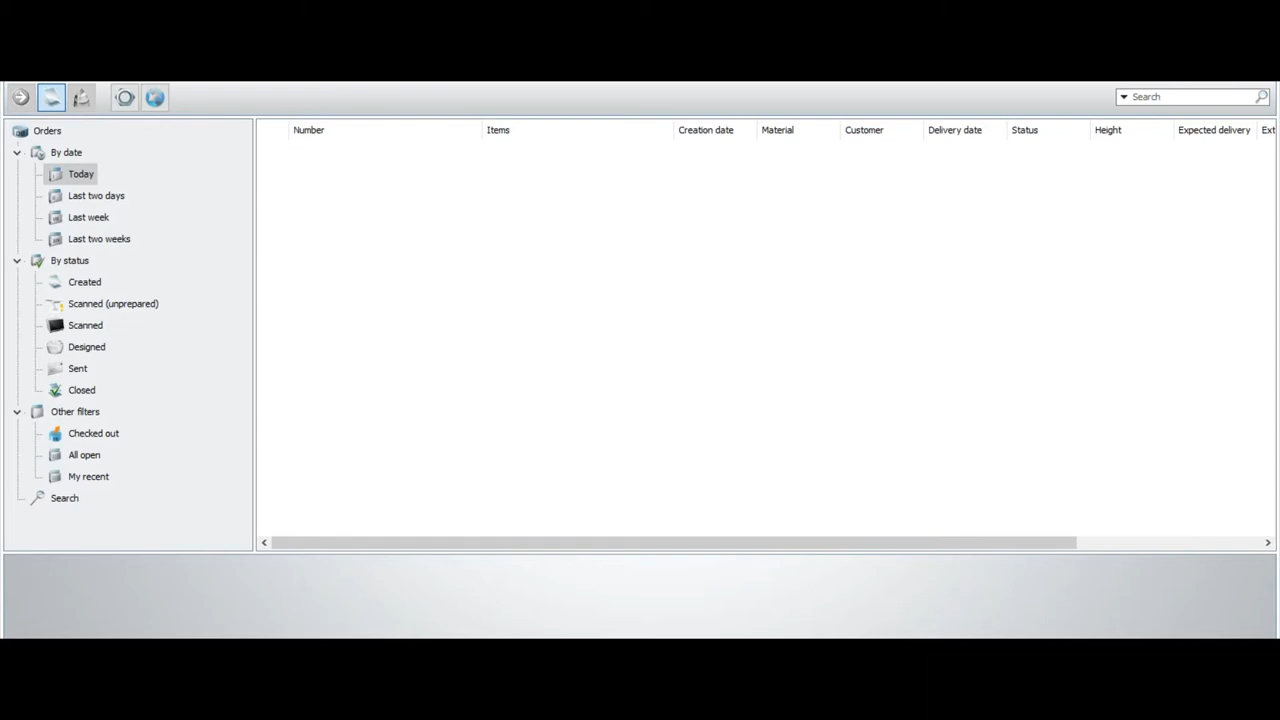 Search
Orders
By date
Today
Last two days
Last week
Last two weeks
By status
Created
Scanned (unprepared)
Scanned
Designed
Sent
Closed
Other filters
Checked out
All open
My recent
Search
Number Items Creation date Material Customer Delivery date Status Height Expected delivery Ext